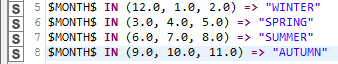 S 5 $MONTH$ IN (12.0, 1.0, 2.0) => "WINTER"
S 6 $MONTH$ IN (3.0, 4.0, 5.0) => "SPRING"
S 7 $MONTH$ IN (6.0, 7.0, 8.0) => "SUMMER"
S 8 $MONTH$ IN (9.0, 10.0, 11.0) => "AUTUMN"